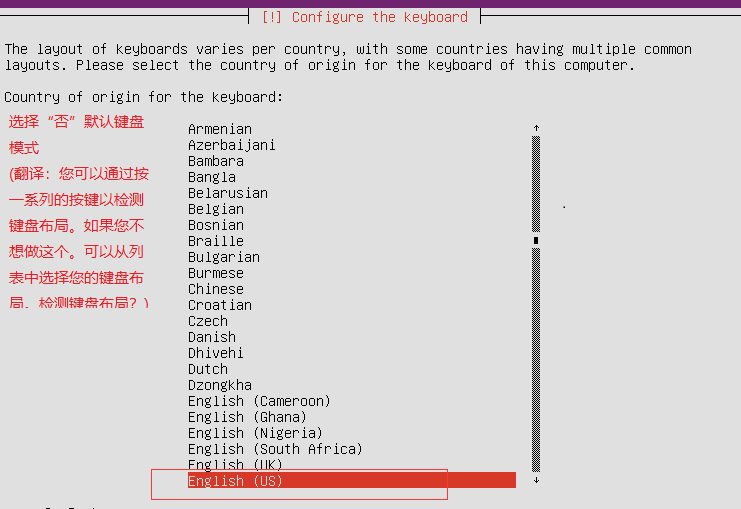 [!] Configure the keyboard
The layout of keyboards varies per country, with some countries having multiple common
layouts. Please select the country of origin for the keyboard of this computer.
Country of origin for the keyboard:
选择“否”默认键盘
模式
(翻译：您可以通过按
一系列的按键以检测
键盘布局。如果您不
想做这个。可以从列
表中选择您的键盘布
局。检测键盘布局？)
Armenian
Azerbaijani
Bambara
Bangla
Belarusian
Belgian
Bosnian
Braille
Bulgarian
Burmese
Chinese
Croatian
Czech
Danish
Dhivehi
Dutch
Dzongkha
English (Cameroon)
English (Ghana)
English (Nigeria)
English (South Africa)
English (UK)
English (US)